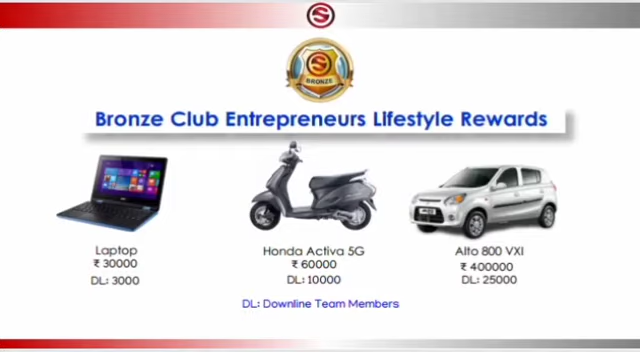 S
BRONZE
Bronze Club Entrepreneurs Lifestyle Rewards
Laptop
₹ 30000
DL: 3000
Honda Activa 5G
₹ 60000
DL: 10000
Alto 800 VXI
₹ 400000
DL: 25000
DL: Downline Team Members